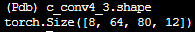 (Pdb) c_conv4_3.shape
torch.Size([8, 64, 80, 12])